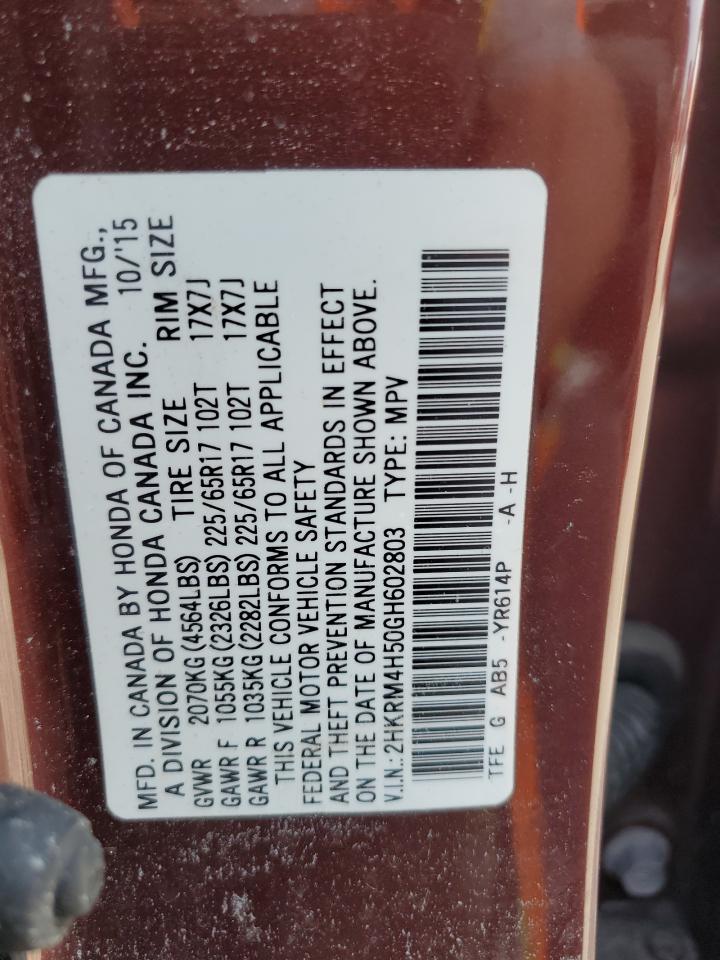 MFD. IN CANADA BY HONDA OF CANADA MFG.,
A DIVISION OF HONDA CANADA INC. 10/'15
GVWR 2070KG (4564LBS) TIRE SIZE RIM SIZE
GAWR F 1055KG (2326LBS) 225/65R17 102T 17X7J
GAWR R 1035KG (2282LBS) 225/65R17 102T 17X7J
THIS VEHICLE CONFORMS TO ALL APPLICABLE
FEDERAL MOTOR VEHICLE SAFETY
AND THEFT PREVENTION STANDARDS IN EFFECT
ON THE DATE OF MANUFACTURE SHOWN ABOVE.
V.I.N.: 2HKRM4H50GH602803 TYPE: MPV
TFE G AB5 -YR614P -A -H